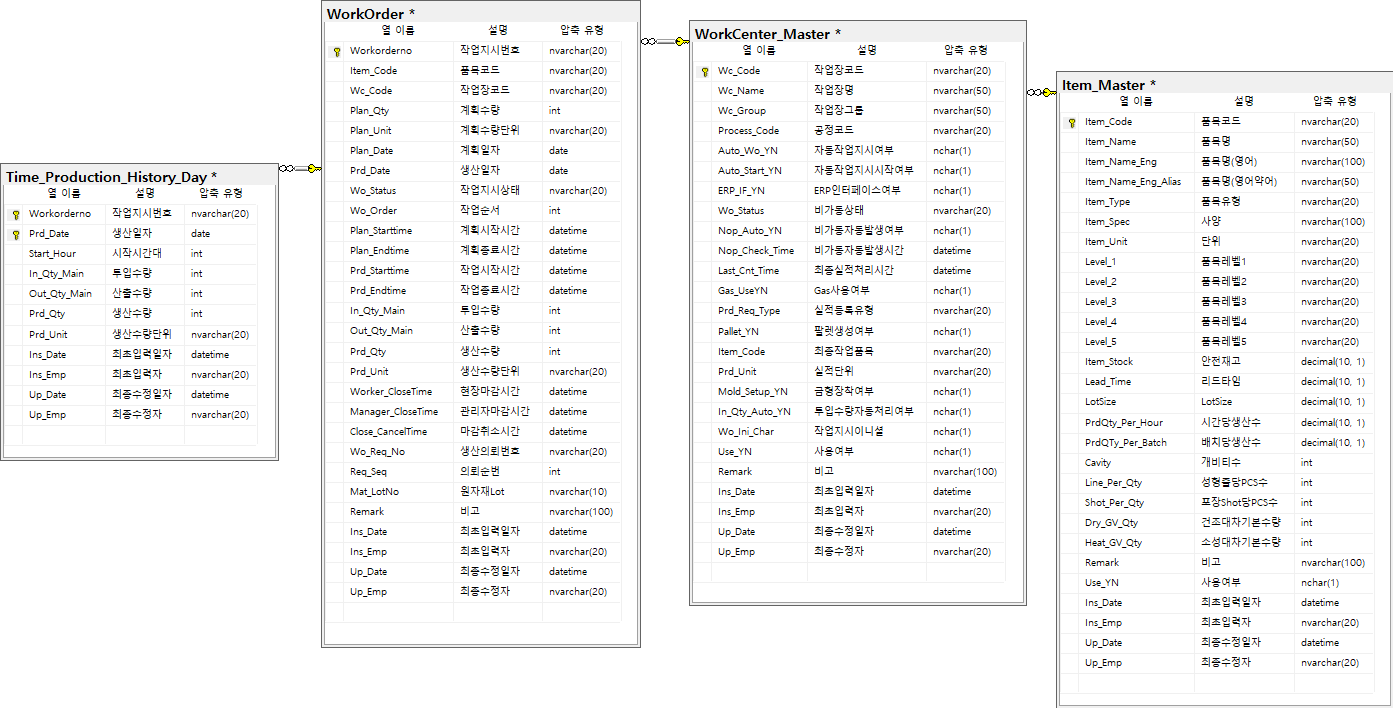 Time_Production_History_Day *
열 이름 설명 압축 유형
Workorderno 작업지시번호 nvarchar(20)
Prd_Date 생산일자 date
Start_Hour 시작시간대 int
In_Qty_Main 투입수량 int
Out_Qty_Main 산출수량 int
Prd_Qty 생산수량 int
Prd_Unit 생산수량단위 nvarchar(20)
Ins_Date 최초입력일자 datetime
Ins_Emp 최초입력자 nvarchar(20)
Up_Date 최종수정일자 datetime
Up_Emp 최종수정자 nvarchar(20)
WorkOrder *
열 이름 설명 압축 유형
Workorderno 작업지시번호 nvarchar(20)
Item_Code 품목코드 nvarchar(20)
Wc_Code 작업장코드 nvarchar(20)
Plan_Qty 계획수량 int
Plan_Unit 계획수량단위 nvarchar(20)
Plan_Date 계획일자 date
Prd_Date 생산일자 date
Wo_Status 작업지시상태 nvarchar(20)
Wo_Order 작업순서 int
Plan_Starttime 계획시작시간 datetime
Plan_Endtime 계획종료시간 datetime
Prd_Starttime 작업시작시간 datetime
Prd_Endtime 작업종료시간 datetime
In_Qty_Main 투입수량 int
Out_Qty_Main 산출수량 int
Prd_Qty 생산수량 int
Prd_Unit 생산수량단위 nvarchar(20)
Worker_CloseTime 현장마감시간 datetime
Manager_CloseTime 관리자마감시간 datetime
Close_CancelTime 마감취소시간 datetime
Wo_Req_No 생산의뢰번호 nvarchar(20)
Req_Seq 의뢰순번 int
Mat_LotNo 원자재Lot nvarchar(10)
Remark 비고 nvarchar(100)
Ins_Date 최초입력일자 datetime
Ins_Emp 최초입력자 nvarchar(20)
Up_Date 최종수정일자 datetime
Up_Emp 최종수정자 nvarchar(20)
WorkCenter_Master *
열 이름 설명 압축 유형
Wc_Code 작업장코드 nvarchar(20)
Wc_Name 작업장명 nvarchar(50)
Wc_Group 작업장그룹 nvarchar(50)
Process_Code 공정코드 nvarchar(20)
Auto_Wo_YN 자동작업지시여부 nchar(1)
Auto_Start_YN 자동작업지시시작여부 nchar(1)
ERP_IF_YN ERP인터페이스여부 nchar(1)
Wo_Status 비가동상태 nvarchar(20)
Nop_Auto_YN 비가동자동발생여부 nchar(1)
Nop_Check_Time 비가동자동발생시간 datetime
Last_Cnt_Time 최종실적처리시간 datetime
Gas_UseYN Gas사용여부 nchar(1)
Prd_Req_Type 실적등록유형 nvarchar(20)
Pallet_YN 팔렛생성여부 nchar(1)
Item_Code 최종작업품목 nvarchar(20)
Prd_Unit 실적단위 nvarchar(20)
Mold_Setup_YN 금형장착여부 nchar(1)
In_Qty_Auto_YN 투입수량자동처리여부 nchar(1)
Wo_Ini_Char 작업지시이니셜 nchar(1)
Use_YN 사용여부 nchar(1)
Remark 비고 nvarchar(100)
Ins_Date 최초입력일자 datetime
Ins_Emp 최초입력자 nvarchar(20)
Up_Date 최종수정일자 datetime
Up_Emp 최종수정자 nvarchar(20)
Item_Master *
열 이름 설명 압축 유형
Item_Code 품목코드 nvarchar(20)
Item_Name 품목명 nvarchar(50)
Item_Name_Eng 품목명(영어) nvarchar(100)
Item_Name_Eng_Alias 품목명(영어약어) nvarchar(50)
Item_Type 품목유형 nvarchar(20)
Item_Spec 사양 nvarchar(100)
Item_Unit 단위 nvarchar(20)
Level_1 품목레벨1 nvarchar(20)
Level_2 품목레벨2 nvarchar(20)
Level_3 품목레벨3 nvarchar(20)
Level_4 품목레벨4 nvarchar(20)
Level_5 품목레벨5 nvarchar(20)
Item_Stock 안전재고 decimal(10, 1)
Lead_Time 리드타임 decimal(10, 1)
LotSize LotSize decimal(10, 1)
PrdQty_Per_Hour 시간당생산수 decimal(10, 1)
PrdQTy_Per_Batch 배치당생산수 decimal(10, 1)
Cavity 개비티수 int
Line_Per_Qty 성형줄당PCS수 int
Shot_Per_Qty 포장Shot당PCS수 int
Dry_GV_Qty 건조대차기본수량 int
Heat_GV_Qty 소성대차기본수량 int
Remark 비고 nvarchar(100)
Use_YN 사용여부 nchar(1)
Ins_Date 최초입력일자 datetime
Ins_Emp 최초입력자 nvarchar(20)
Up_Date 최종수정일자 datetime
Up_Emp 최종수정자 nvarchar(20)